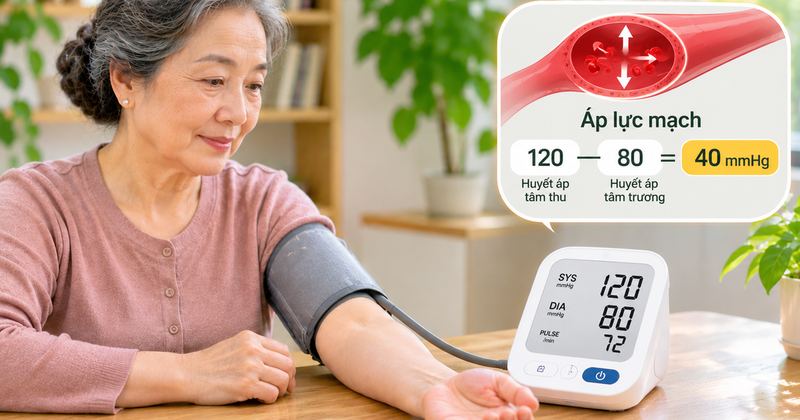 Áp lực mạch
120 — 80 = 40 mmHg
Huyết áp tâm thu
Huyết áp tâm trương
SYS mmHg 120
DIA mmHg 80
PULSE /min 72